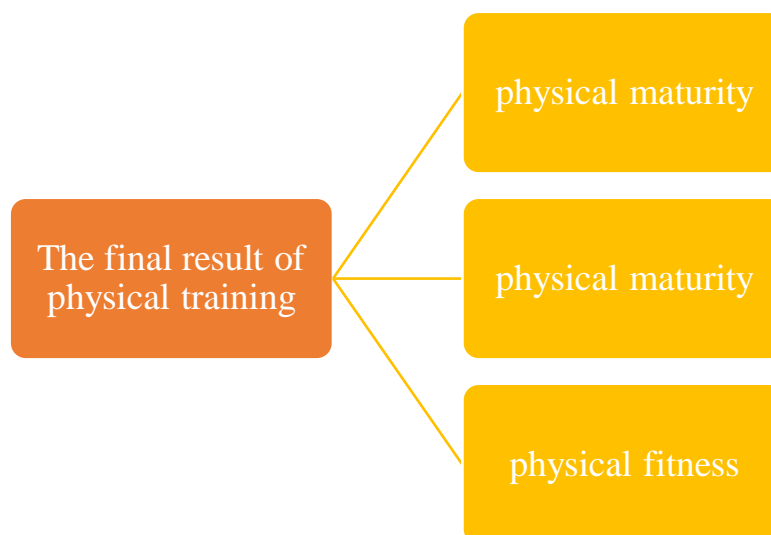 physical maturity
The final result of
physical training
physical maturity
physical fitness